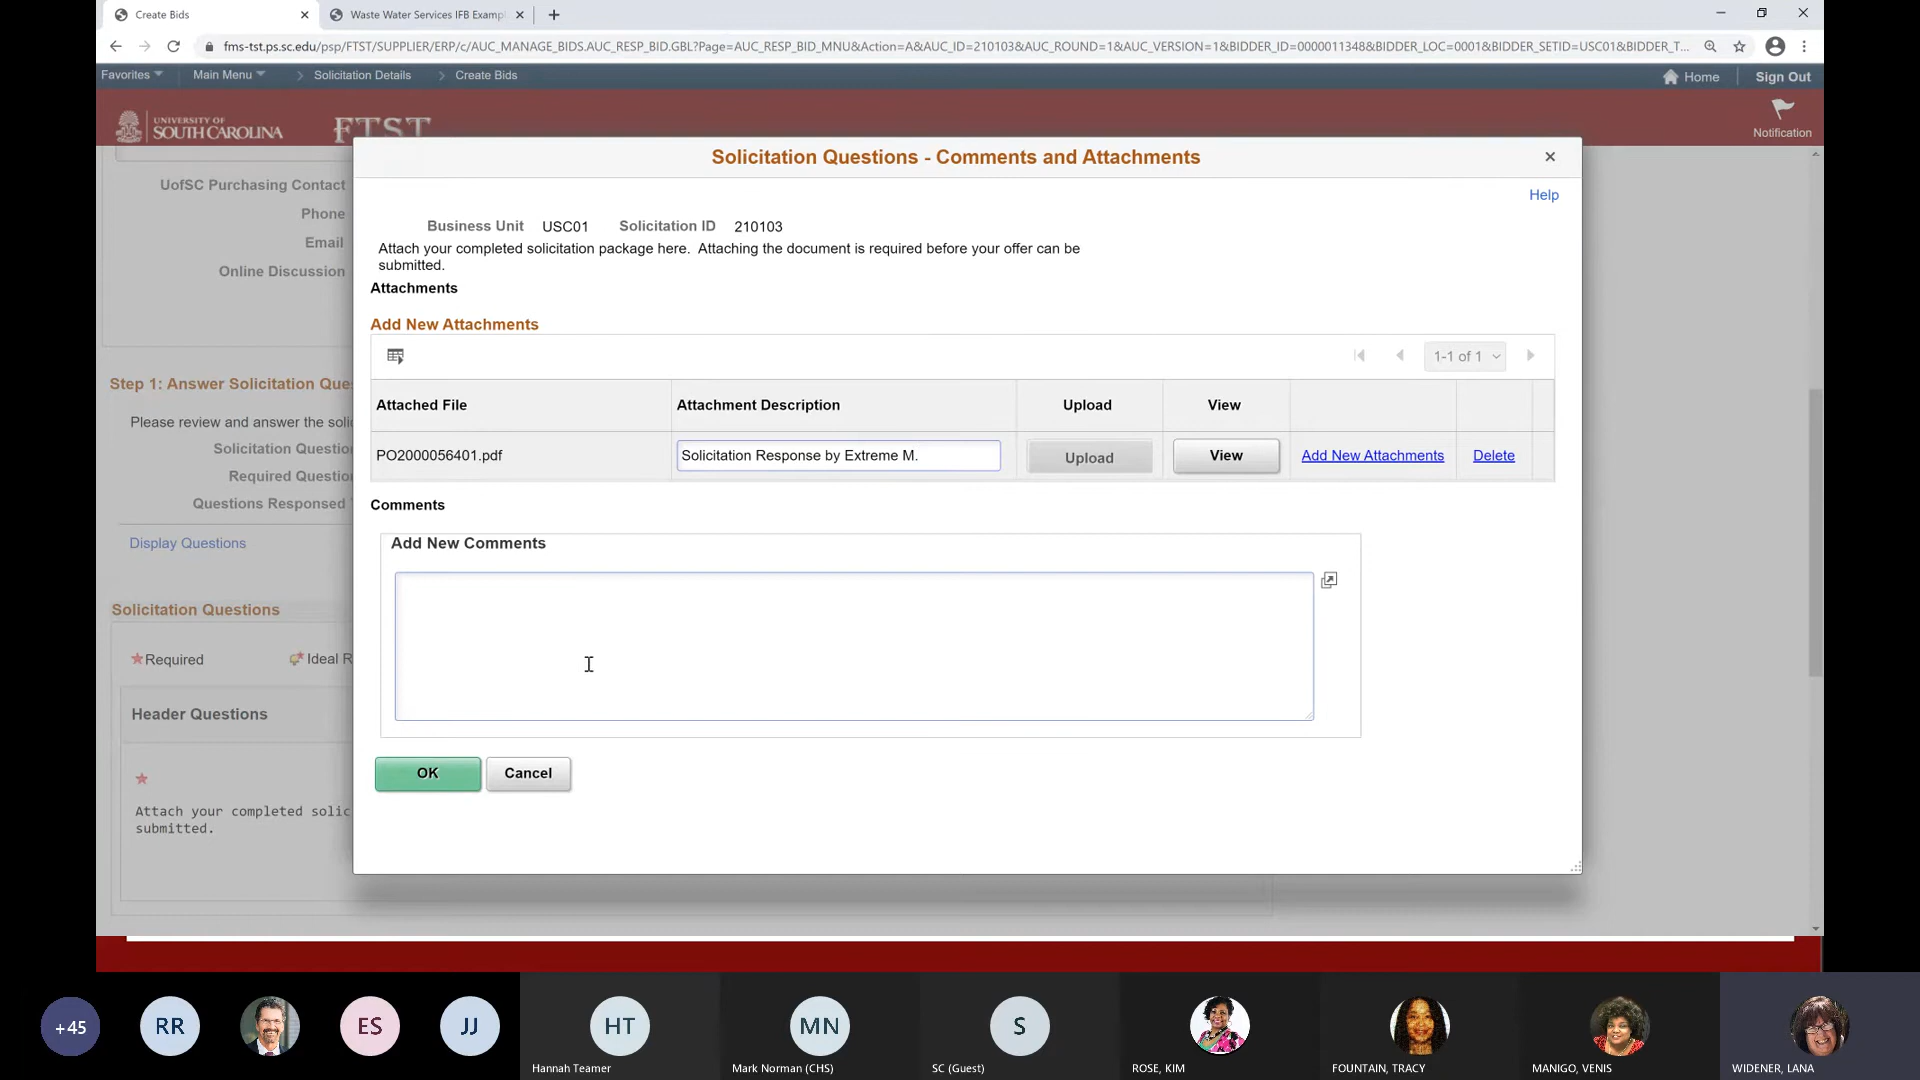 Create Bids
Waste Water Services IFB Examp
fms-tst.ps.sc.edu/psp/FTST/SUPPLIER/ERP/c/AUC_MANAGE_BIDS.AUC_RESP_BID.GBL?Page=AUC_RESP_BID_MNU&Action=A&AUC_ID=210103&AUC_ROUND=1&AUC_VERSION=1&BIDDER_ID=0000011348&BIDDER_LOC=0001&BIDDER_SETID=USC01&BIDDER_T...
Favorites Main Menu > Solicitation Details > Create Bids
Home Sign Out
UNIVERSITY OF
SOUTH CAROLINA
FTST
Notification
Solicitation Questions - Comments and Attachments
Help
UofSC Purchasing Contact
Phone
Email
Online Discussion
Business Unit USC01 Solicitation ID 210103
Attach your completed solicitation package here. Attaching the document is required before your offer can be
submitted.
Attachments
Add New Attachments
1-1 of 1
Attached File Attachment Description Upload View
PO2000056401.pdf Solicitation Response by Extreme M. Upload View Add New Attachments Delete
Comments
Add New Comments
OK Cancel
Step 1: Answer Solicitation Que
Please review and answer the soli
Solicitation Question
Required Question
Questions Responsed
Display Questions
Solicitation Questions
Required Ideal R
Header Questions
Attach your completed solic
submitted.
+45 RR ES JJ HT MN S
Hannah Teamer Mark Norman (CHS) SC (Guest) ROSE, KIM FOUNTAIN, TRACY MANIGO, VENIS WIDENER, LANA